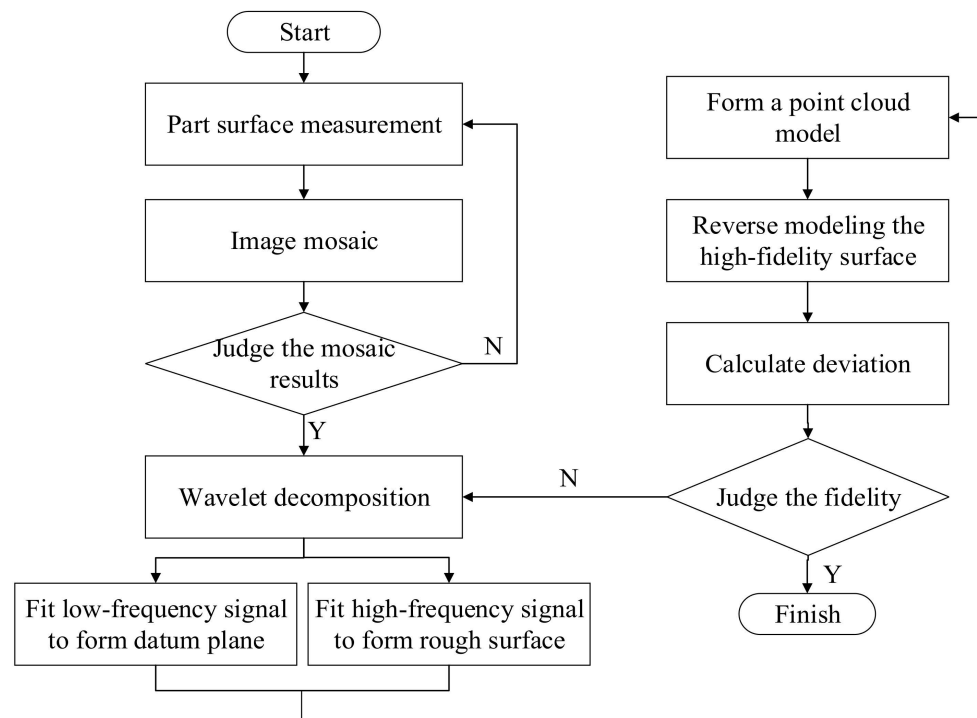 Start
Part surface measurement
Image mosaic
Judge the mosaic
results
N
Y
Wavelet decomposition
Fit low-frequency signal
to form datum plane
Fit high-frequency signal
to form rough surface
Form a point cloud
model
Reverse modeling the
high-fidelity surface
Calculate deviation
Judge the fidelity
N
Y
Finish